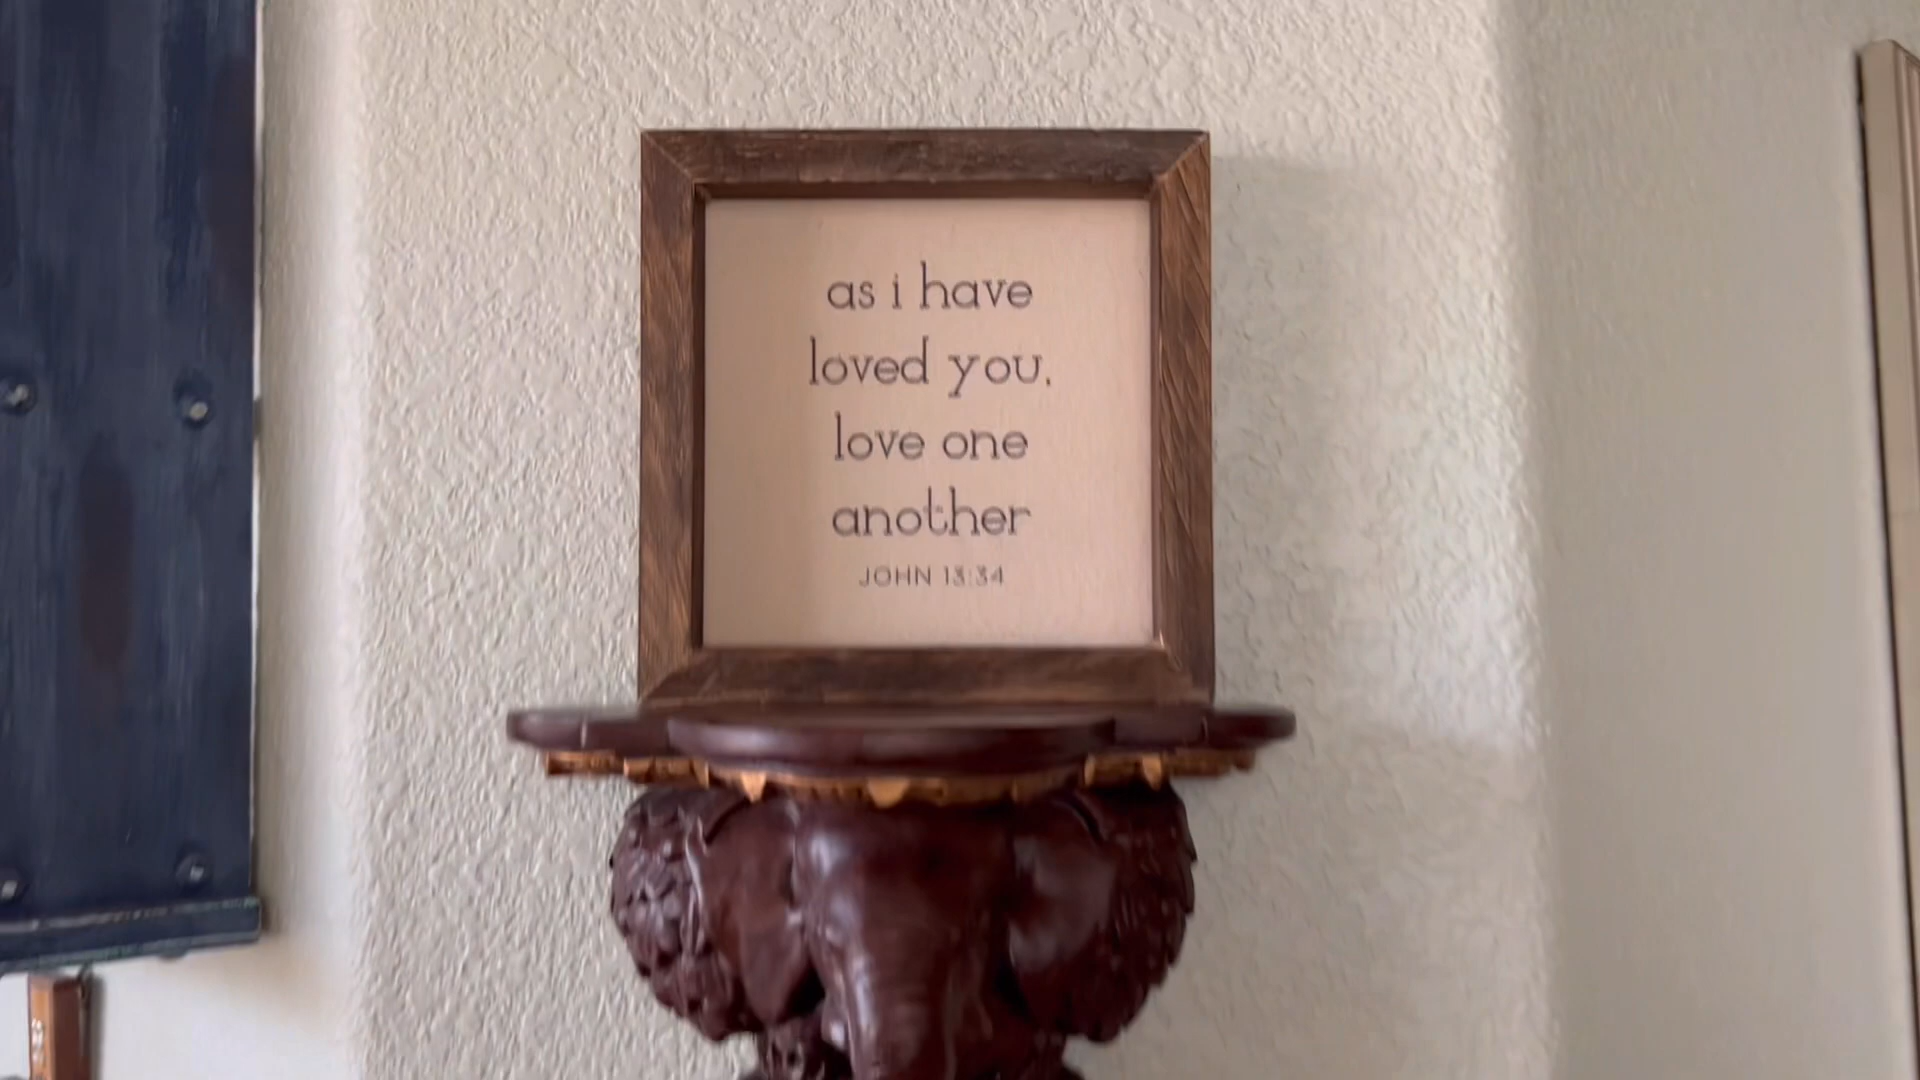 as i have
loved you,
love one
another
JOHN 13:34